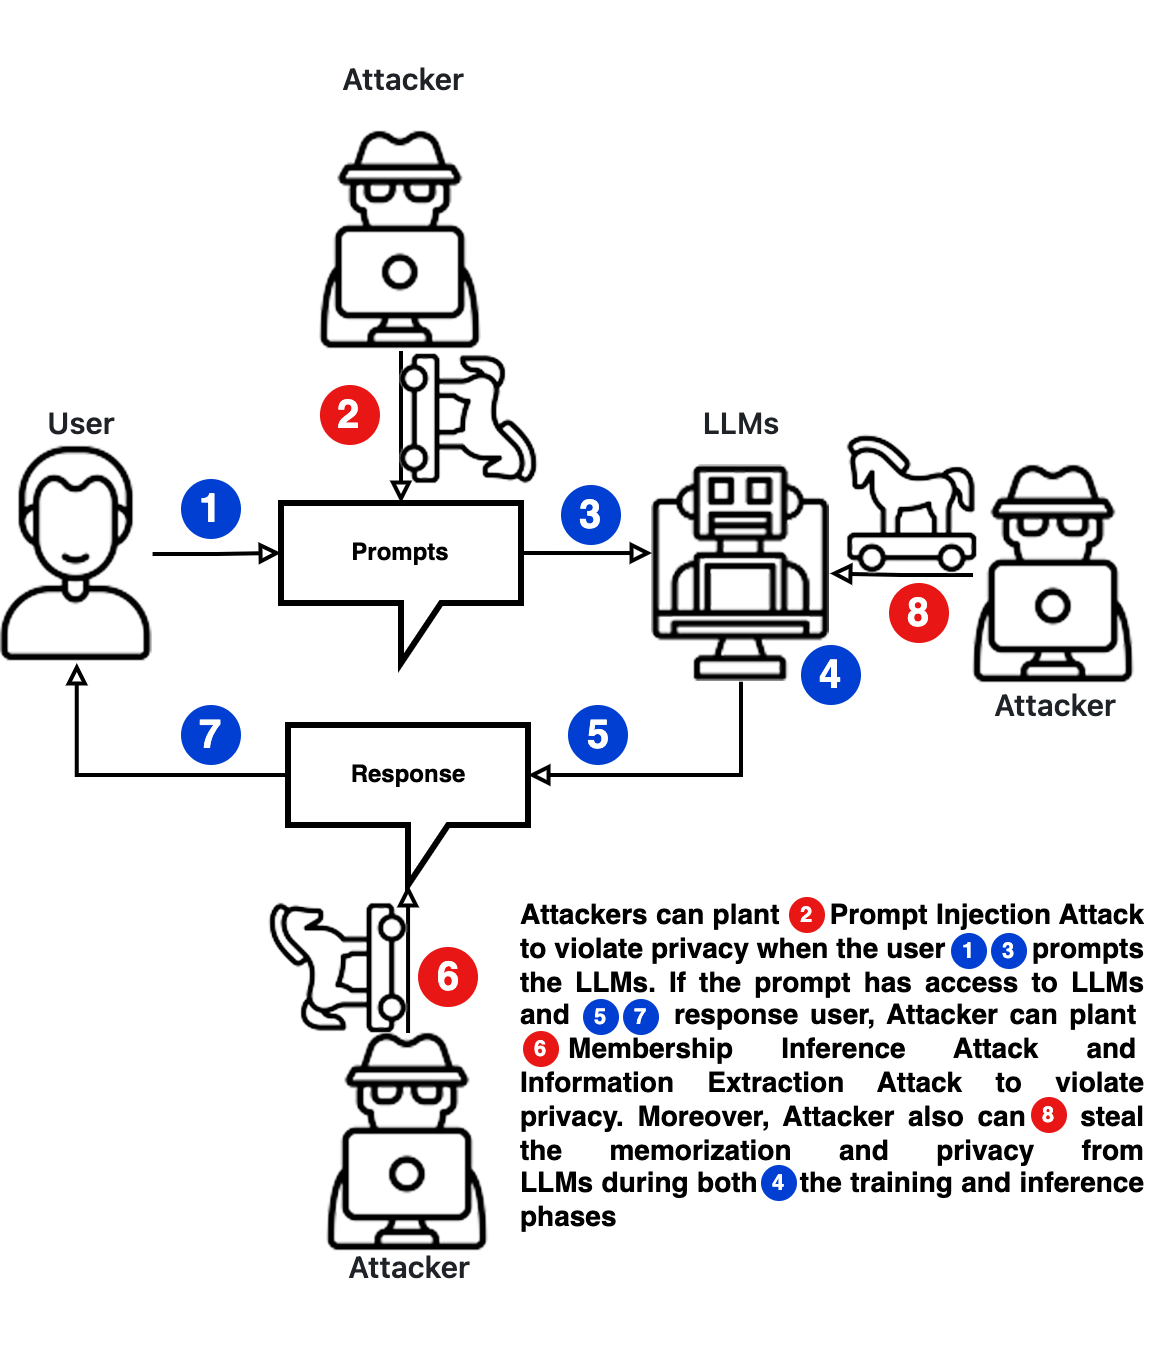 Attacker
2
User
LLMs
1
3
Prompts
8
4
Attacker
7
5
Response
6
Attackers can plant 2 Prompt Injection Attack
to violate privacy when the user 1 3 prompts
the LLMs. If the prompt has access to LLMs
and 5 7 response user, Attacker can plant
6 Membership Inference Attack and
Information Extraction Attack to violate
privacy. Moreover, Attacker also can 8 steal
the memorization and privacy from
LLMs during both 4 the training and inference
phases
Attacker